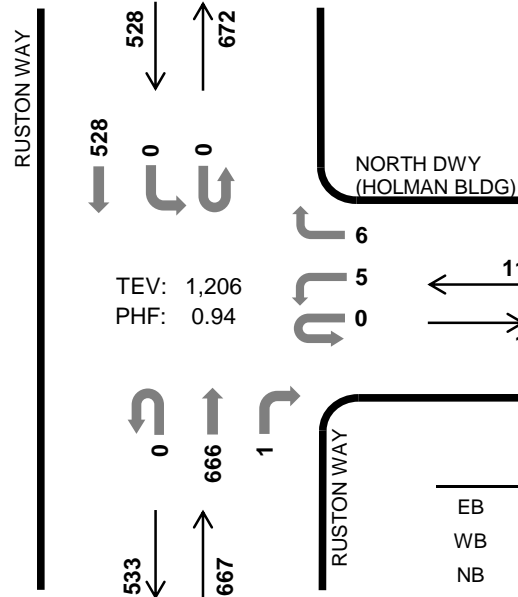 528
672
RUSTON WAY
528
0
0
NORTH DWY
(HOLMAN BLDG)
6
5
11
0
TEV: 1,206
PHF: 0.94
0
666
1
RUSTON WAY
533
667
EB
WB
NB